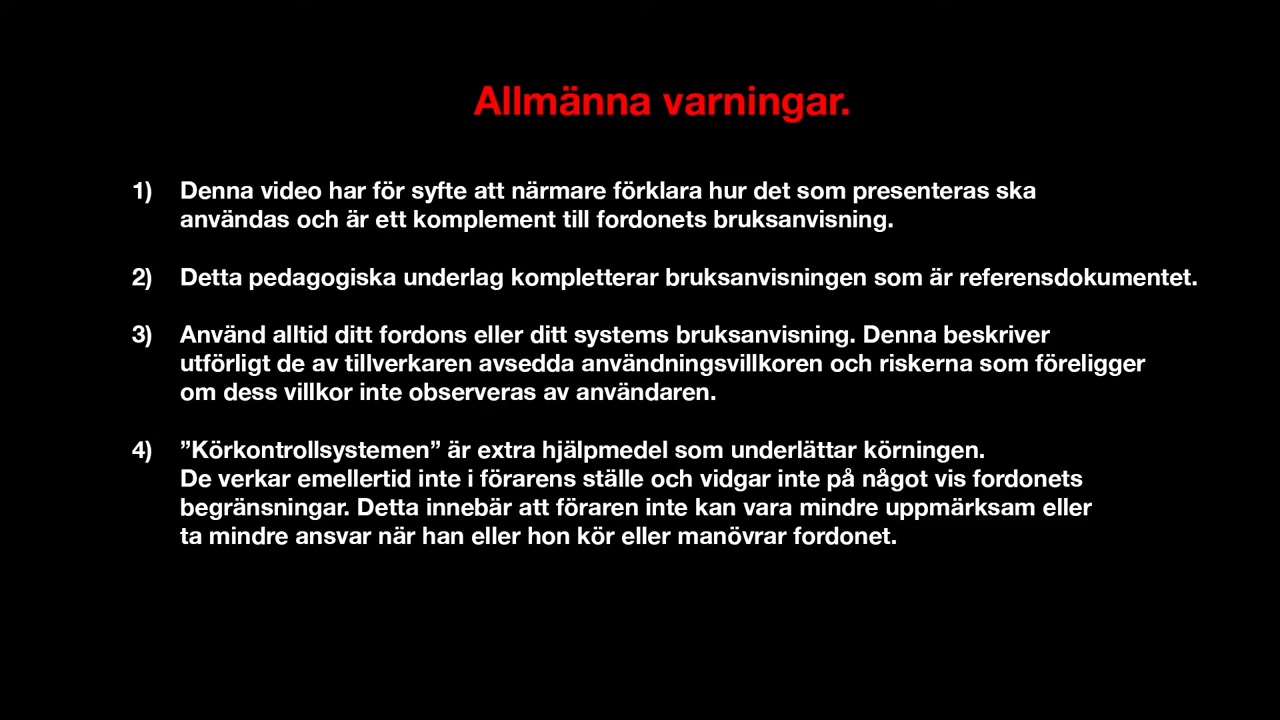 Allmänna varningar.
1) Denna video har för syfte att närmare förklara hur det som presenteras ska
användas och är ett komplement till fordonets bruksanvisning.
2) Detta pedagogiska underlag kompletterar bruksanvisningen som är referensdokumentet.
3) Använd alltid ditt fordons eller ditt systems bruksanvisning. Denna beskriver
utförligt de av tillverkaren avsedda användningsvillkoren och riskerna som föreligger
om dess villkor inte observeras av användaren.
4) ”Körkontrollsystemen” är extra hjälpmedel som underlättar körningen.
De verkar emellertid inte i förarens ställe och vidgar inte på något vis fordonets
begränsningar. Detta innebär att föraren inte kan vara mindre uppmärksam eller
ta mindre ansvar när han eller hon kör eller manövrar fordonet.